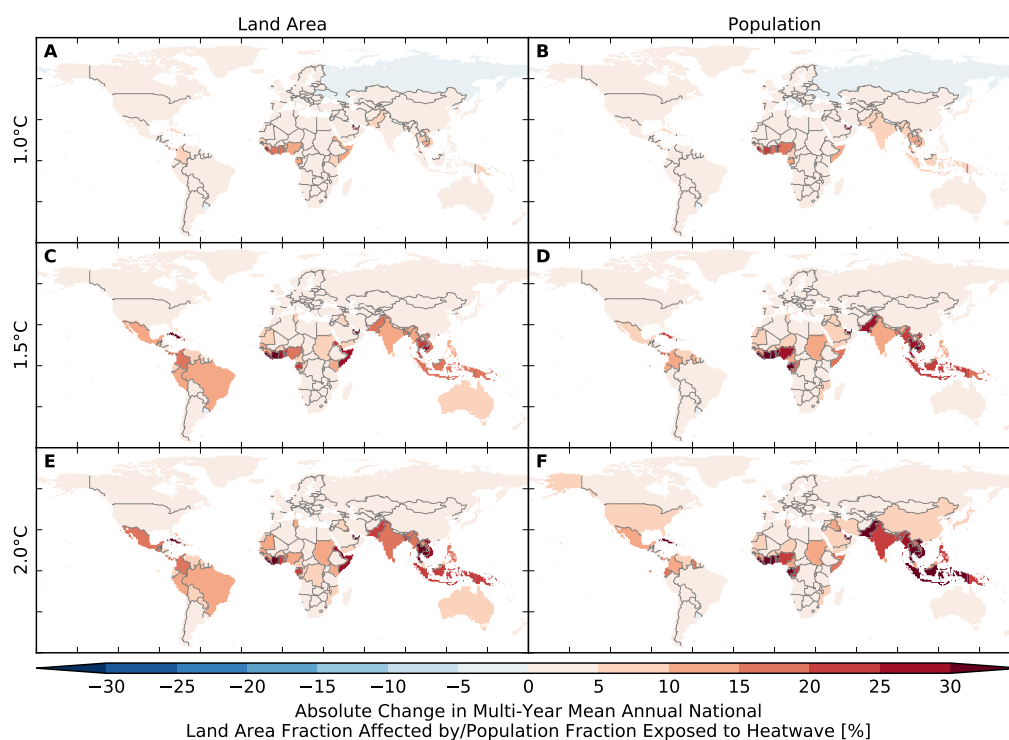 Land Area
Population
A
B
1.0°C
C
D
1.5°C
E
F
2.0°C
−30 −25 −20 −15 −10 −5 0 5 10 15 20 25 30
Absolute Change in Multi-Year Mean Annual National
Land Area Fraction Affected by/Population Fraction Exposed to Heatwave [%]